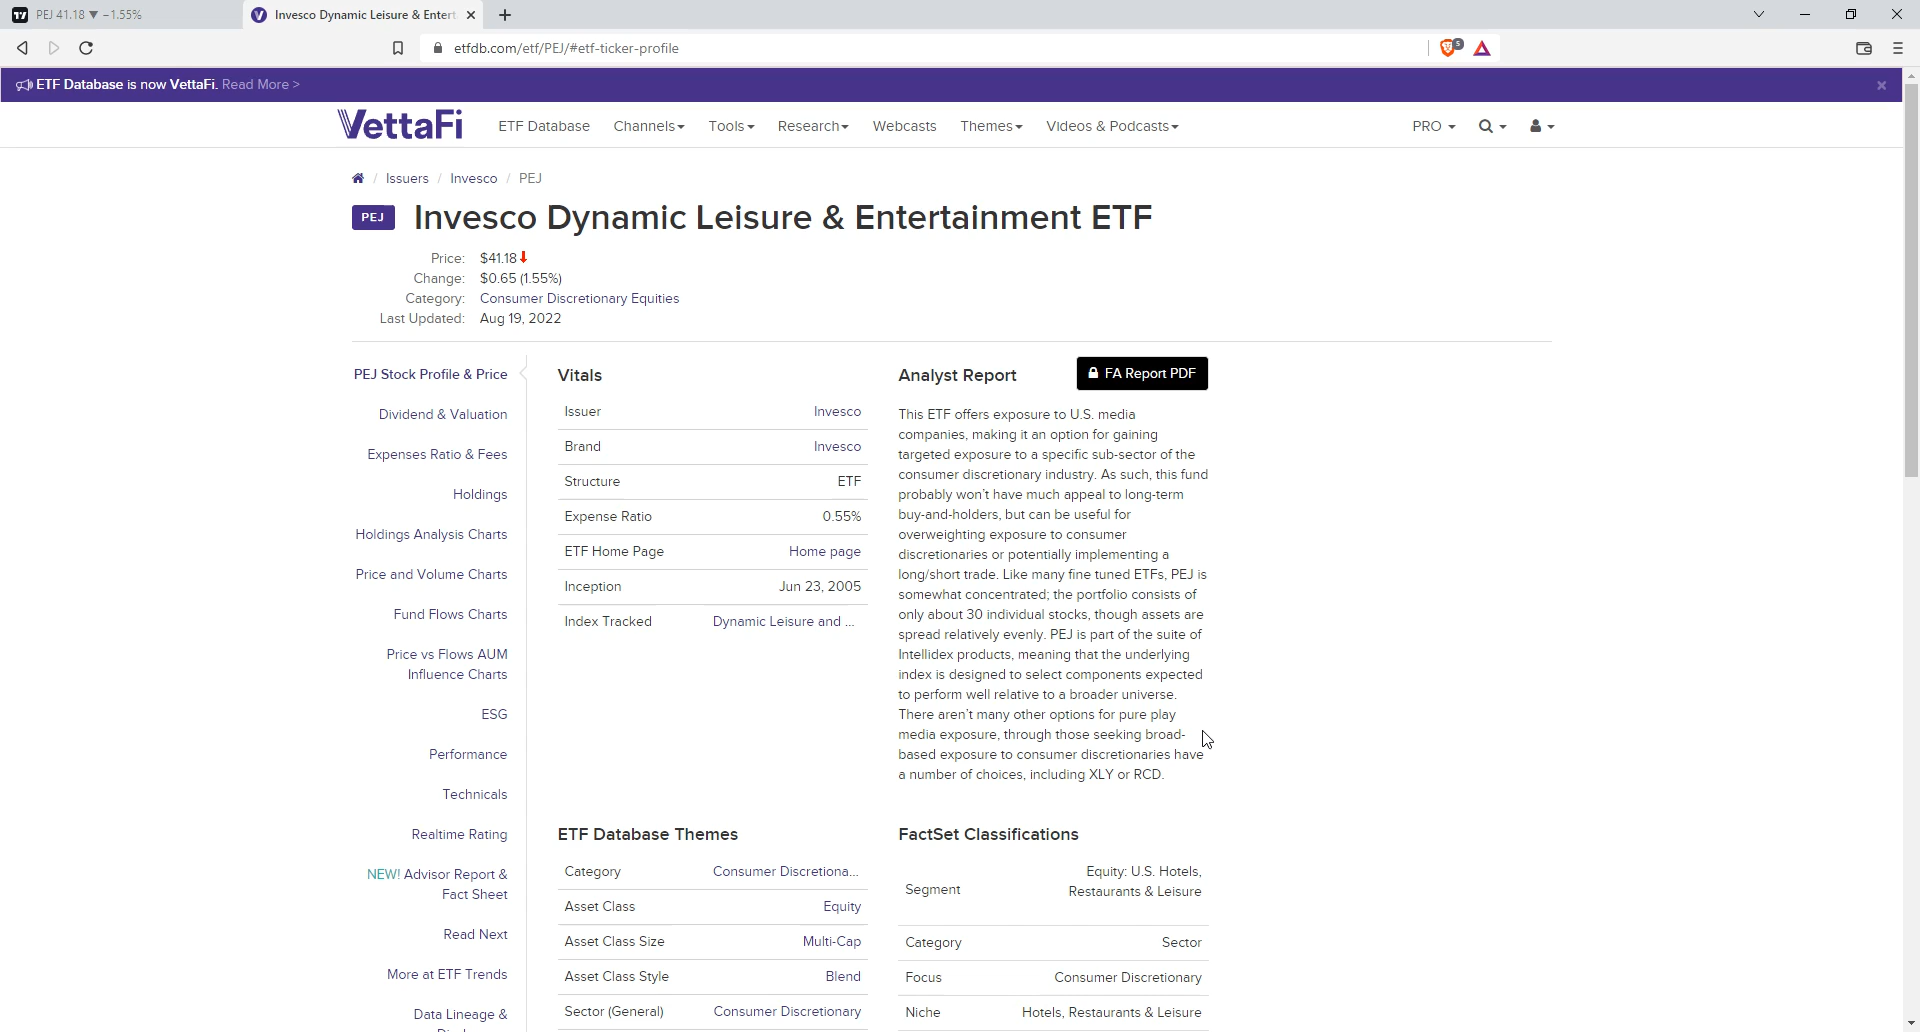 PEJ 41.18 ▼ −1.55%
Invesco Dynamic Leisure & Entert
etfdb.com/etf/PEJ/#etf-ticker-profile
5
ETF Database is now VettaFi. Read More >
VettaFi
ETF Database Channels Tools Research Webcasts Themes Videos & Podcasts PRO
/ Issuers / Invesco / PEJ
PEJ Invesco Dynamic Leisure & Entertainment ETF
Price: $41.18
Change: $0.65 (1.55%)
Category: Consumer Discretionary Equities
Last Updated: Aug 19, 2022
PEJ Stock Profile & Price
Dividend & Valuation
Expenses Ratio & Fees
Holdings
Holdings Analysis Charts
Price and Volume Charts
Fund Flows Charts
Price vs Flows AUM
Influence Charts
ESG
Performance
Technicals
Realtime Rating
NEW! Advisor Report &
Fact Sheet
Read Next
More at ETF Trends
Data Lineage &
Vitals
Issuer Invesco
Brand Invesco
Structure ETF
Expense Ratio 0.55%
ETF Home Page Home page
Inception Jun 23, 2005
Index Tracked Dynamic Leisure and ...
Analyst Report
FA Report PDF
This ETF offers exposure to U.S. media
companies, making it an option for gaining
targeted exposure to a specific sub-sector of the
consumer discretionary industry. As such, this fund
probably won't have much appeal to long-term
buy-and-holders, but can be useful for
overweighting exposure to consumer
discretionaries or potentially implementing a
long/short trade. Like many fine tuned ETFs, PEJ is
somewhat concentrated; the portfolio consists of
only about 30 individual stocks, though assets are
spread relatively evenly. PEJ is part of the suite of
Intellidex products, meaning that the underlying
index is designed to select components expected
to perform well relative to a broader universe.
There aren't many other options for pure play
media exposure, through those seeking broad-
based exposure to consumer discretionaries have
a number of choices, including XLY or RCD.
ETF Database Themes
Category Consumer Discretiona...
Asset Class Equity
Asset Class Size Multi-Cap
Asset Class Style Blend
Sector (General) Consumer Discretionary
FactSet Classifications
Segment Equity: U.S. Hotels,
Restaurants & Leisure
Category Sector
Focus Consumer Discretionary
Niche Hotels, Restaurants & Leisure